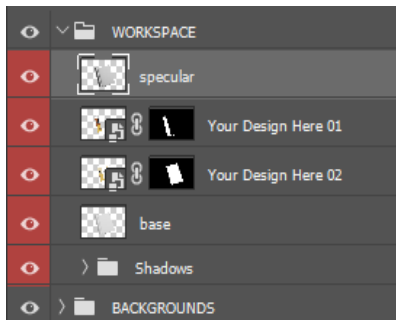 WORKSPACE
specular
Your Design Here 01
Your Design Here 02
base
Shadows
BACKGROUNDS